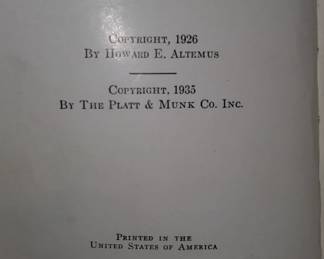 Copyright, 1926
By Howard E. Altemus
Copyright, 1935
By The Platt & Munk Co. Inc.
Printed in the
United States of America